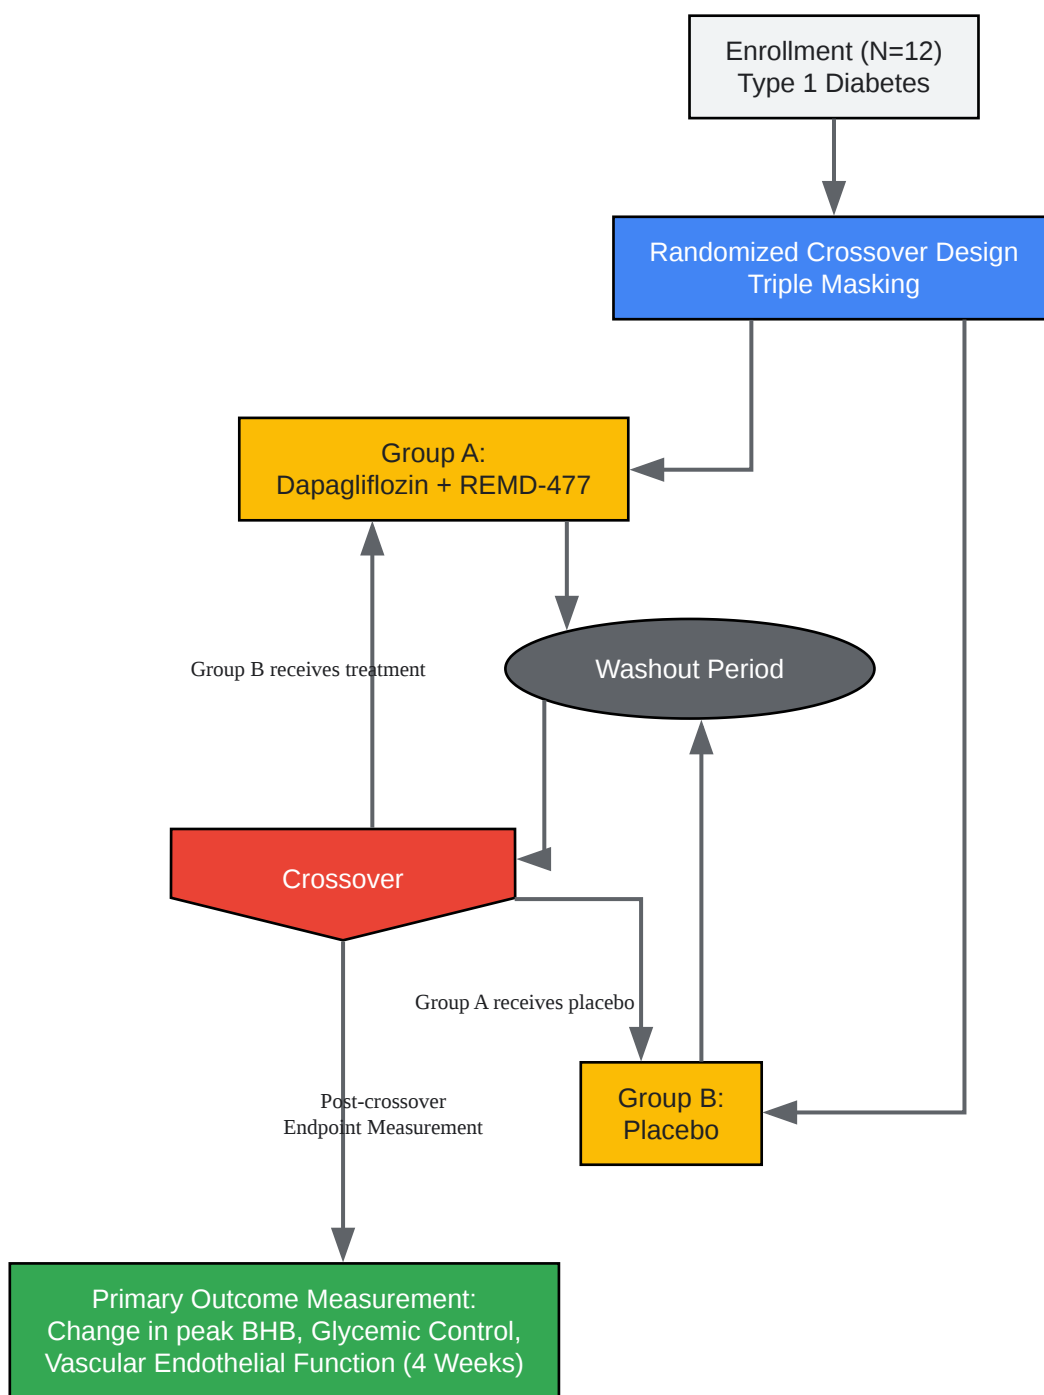 Enrollment (N=12)
Type 1 Diabetes
Randomized Crossover Design
Triple Masking
Group A:
Dapagliflozin + REMD-477
Group B receives treatment
Washout Period
Crossover
Group A receives placebo
Post-crossover
Endpoint Measurement
Group B:
Placebo
Primary Outcome Measurement:
Change in peak BHB, Glycemic Control,
Vascular Endothelial Function (4 Weeks)